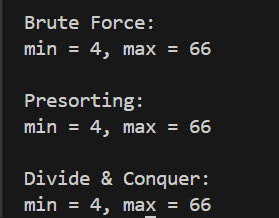 Brute Force:
min = 4, max = 66
Presorting:
min = 4, max = 66
Divide & Conquer:
min = 4, max = 66